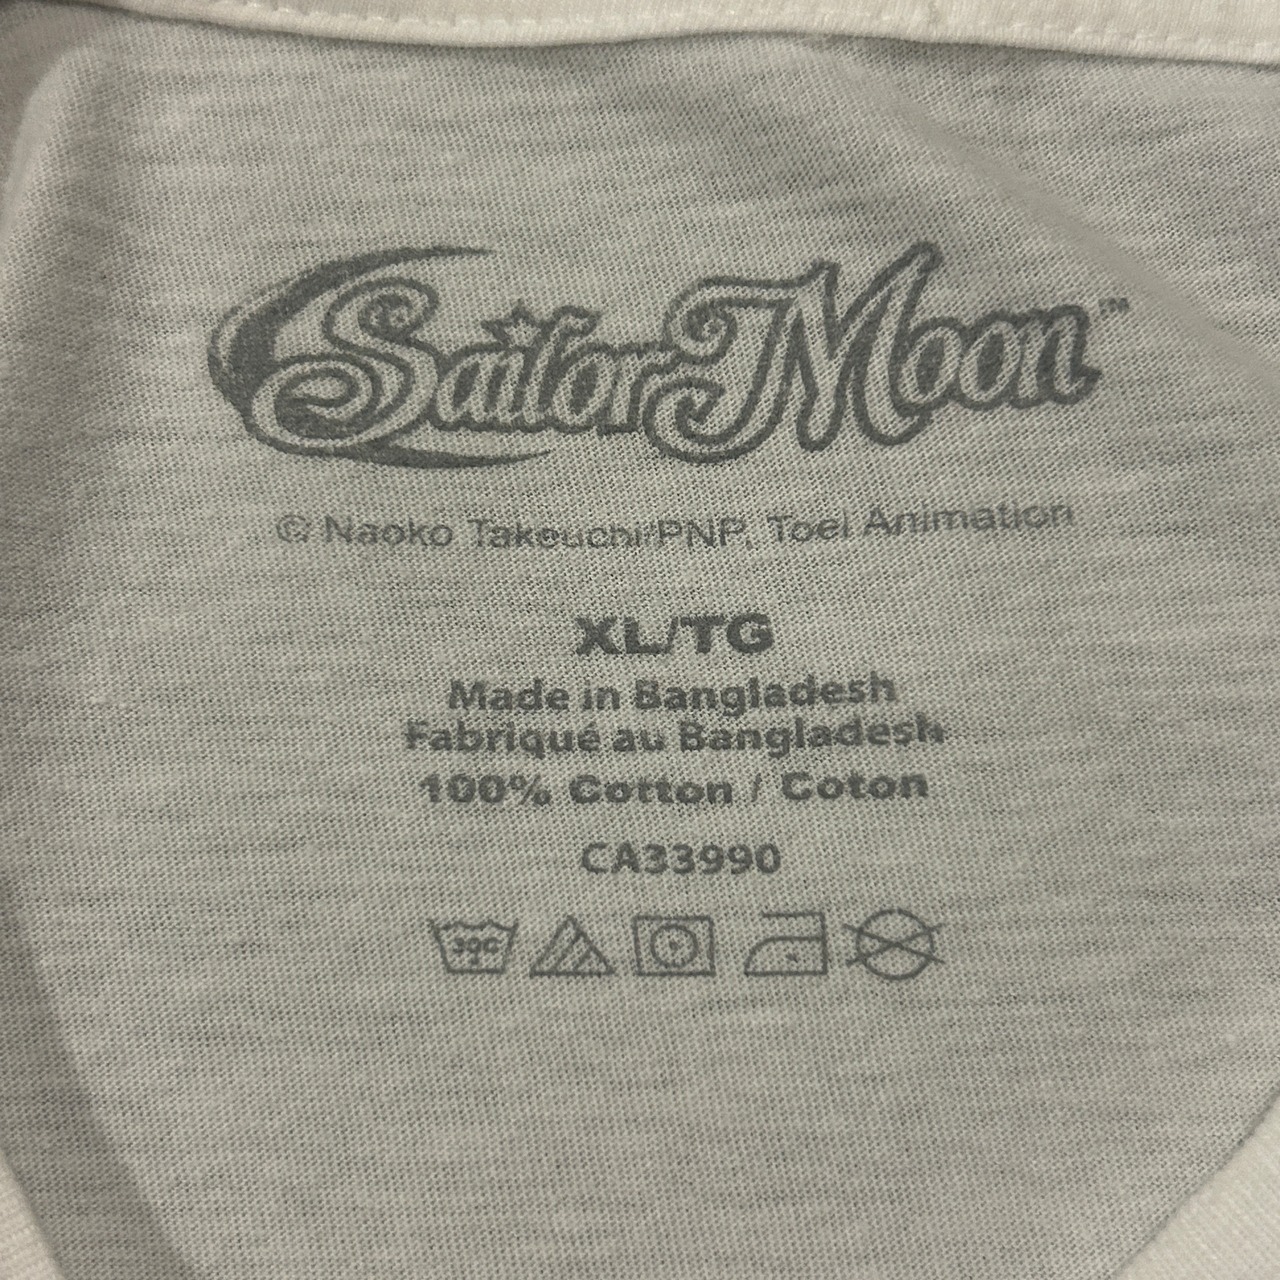 Sailor Moon™
© Naoko Takeuchi/PNP, Toei Animation
XL/TG
Made in Bangladesh
Fabriqué au Bangladesh
100% Cotton / Coton
CA33990
30C